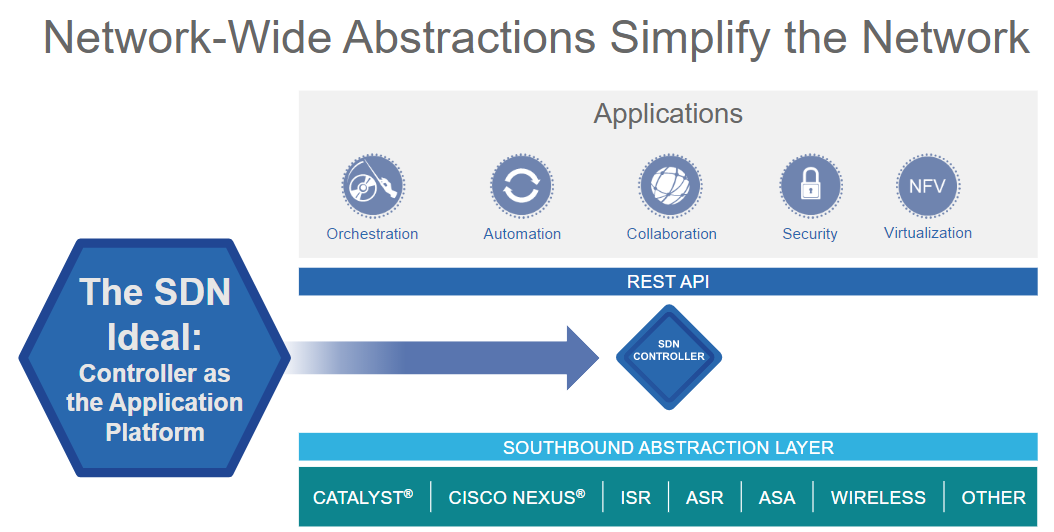 Network-Wide Abstractions Simplify the Network
Applications
NFV
Orchestration
Automation
Collaboration
Security
Virtualization
REST API
The SDN
Ideal:
Controller as
the Application
Platform
SDN
CONTROLLER
SOUTHBOUND ABSTRACTION LAYER
CATALYST®
CISCO NEXUS®
ISR
ASR
ASA
WIRELESS
OTHER